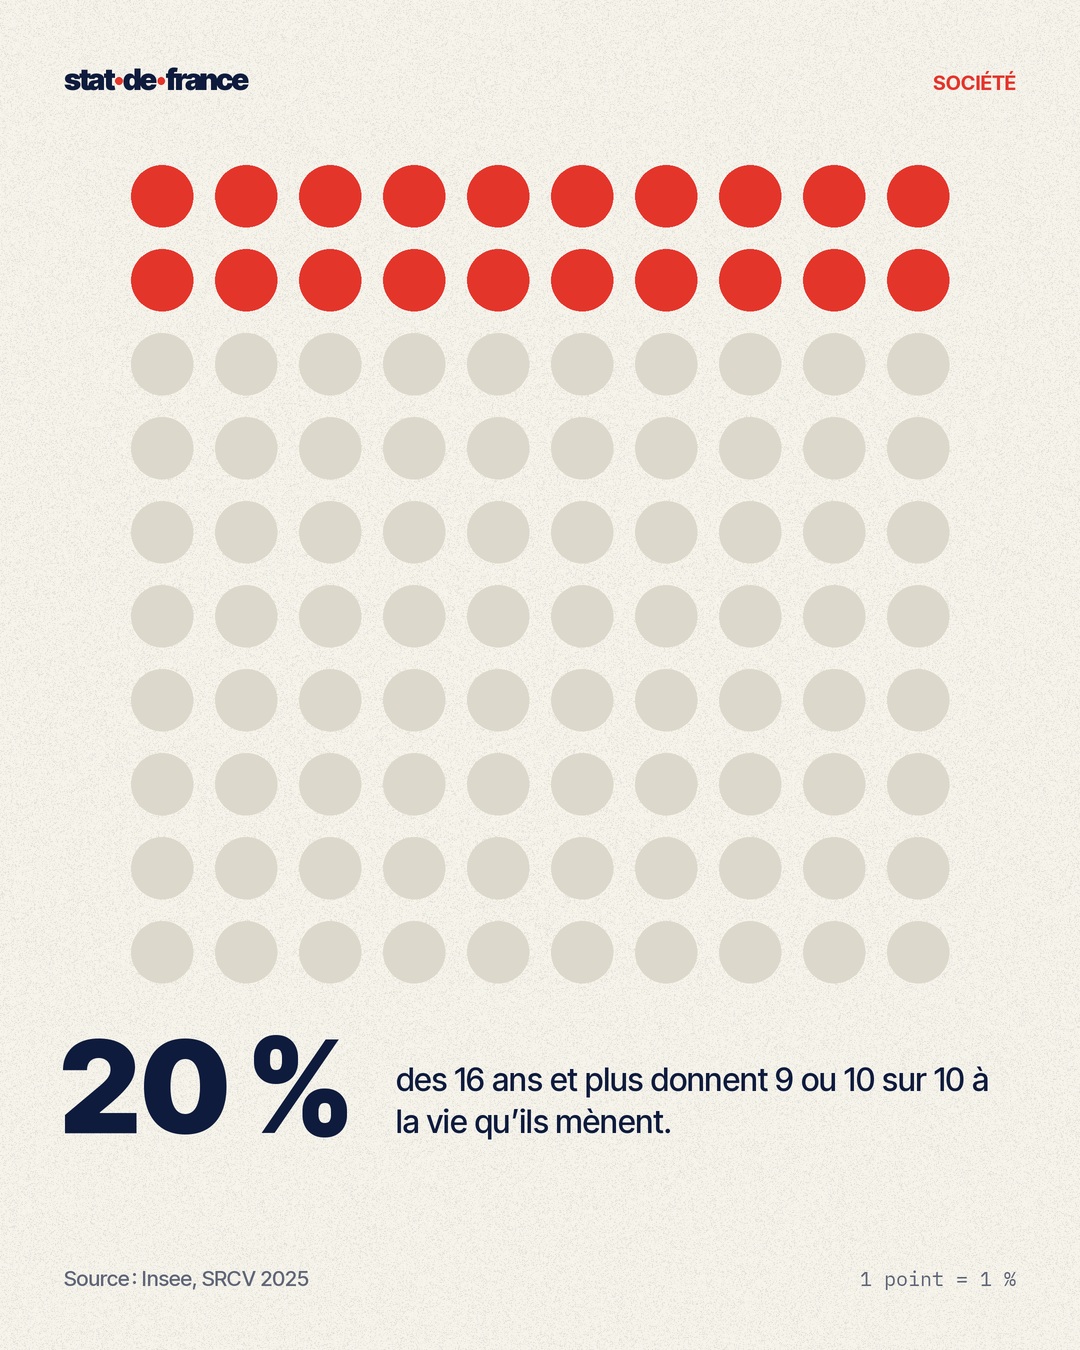 stat•de•france
SOCIÉTÉ
20 %
des 16 ans et plus donnent 9 ou 10 sur 10 à
la vie qu’ils mènent.
Source : Insee, SRCV 2025
1 point = 1 %